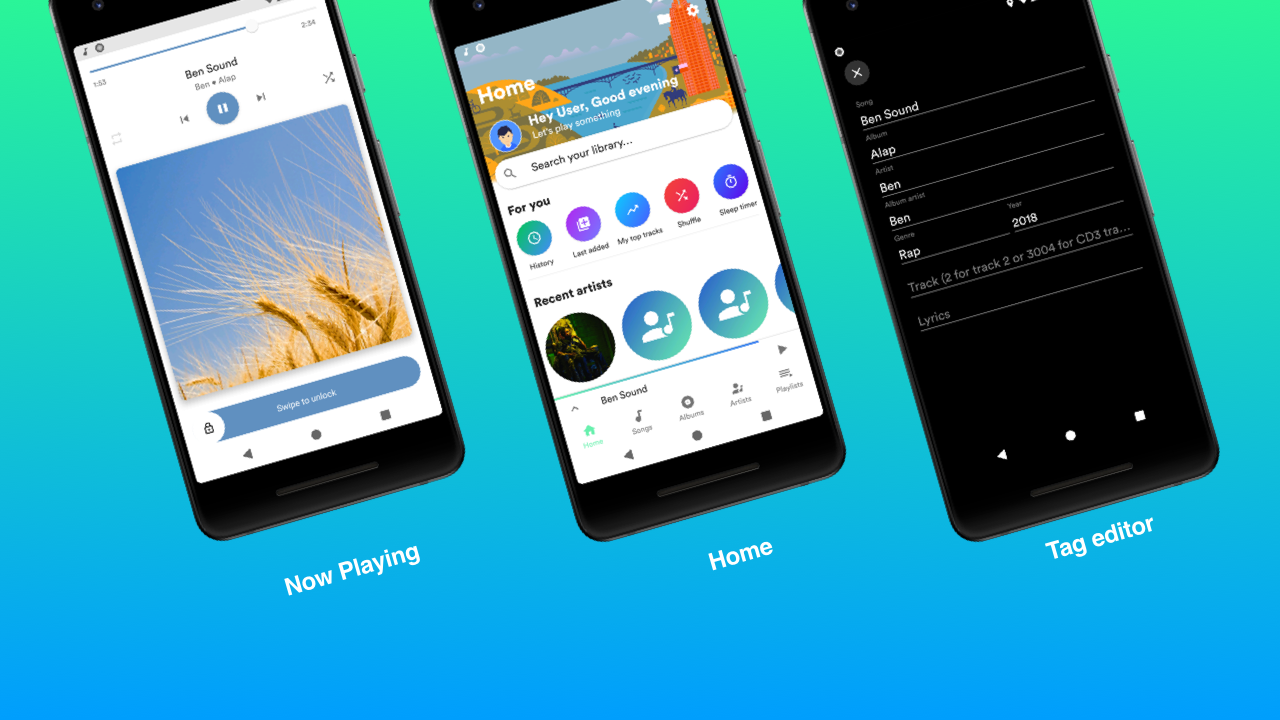 1:53
2:34
Ben Sound
Ben • Alap
Swipe to unlock
Now Playing
Home
Hey User, Good evening
Let's play something
Search your library...
For you
History
Last added
My top tracks
Shuffle
Sleep timer
Recent artists
Ben Sound
Home
Songs
Albums
Artists
Playlists
Home
Song
Ben Sound
Album
Alap
Artist
Ben
Album artist
Ben
Genre
Rap
Year
2018
Track (2 for track 2 or 3004 for CD3 tra...
Lyrics
Tag editor